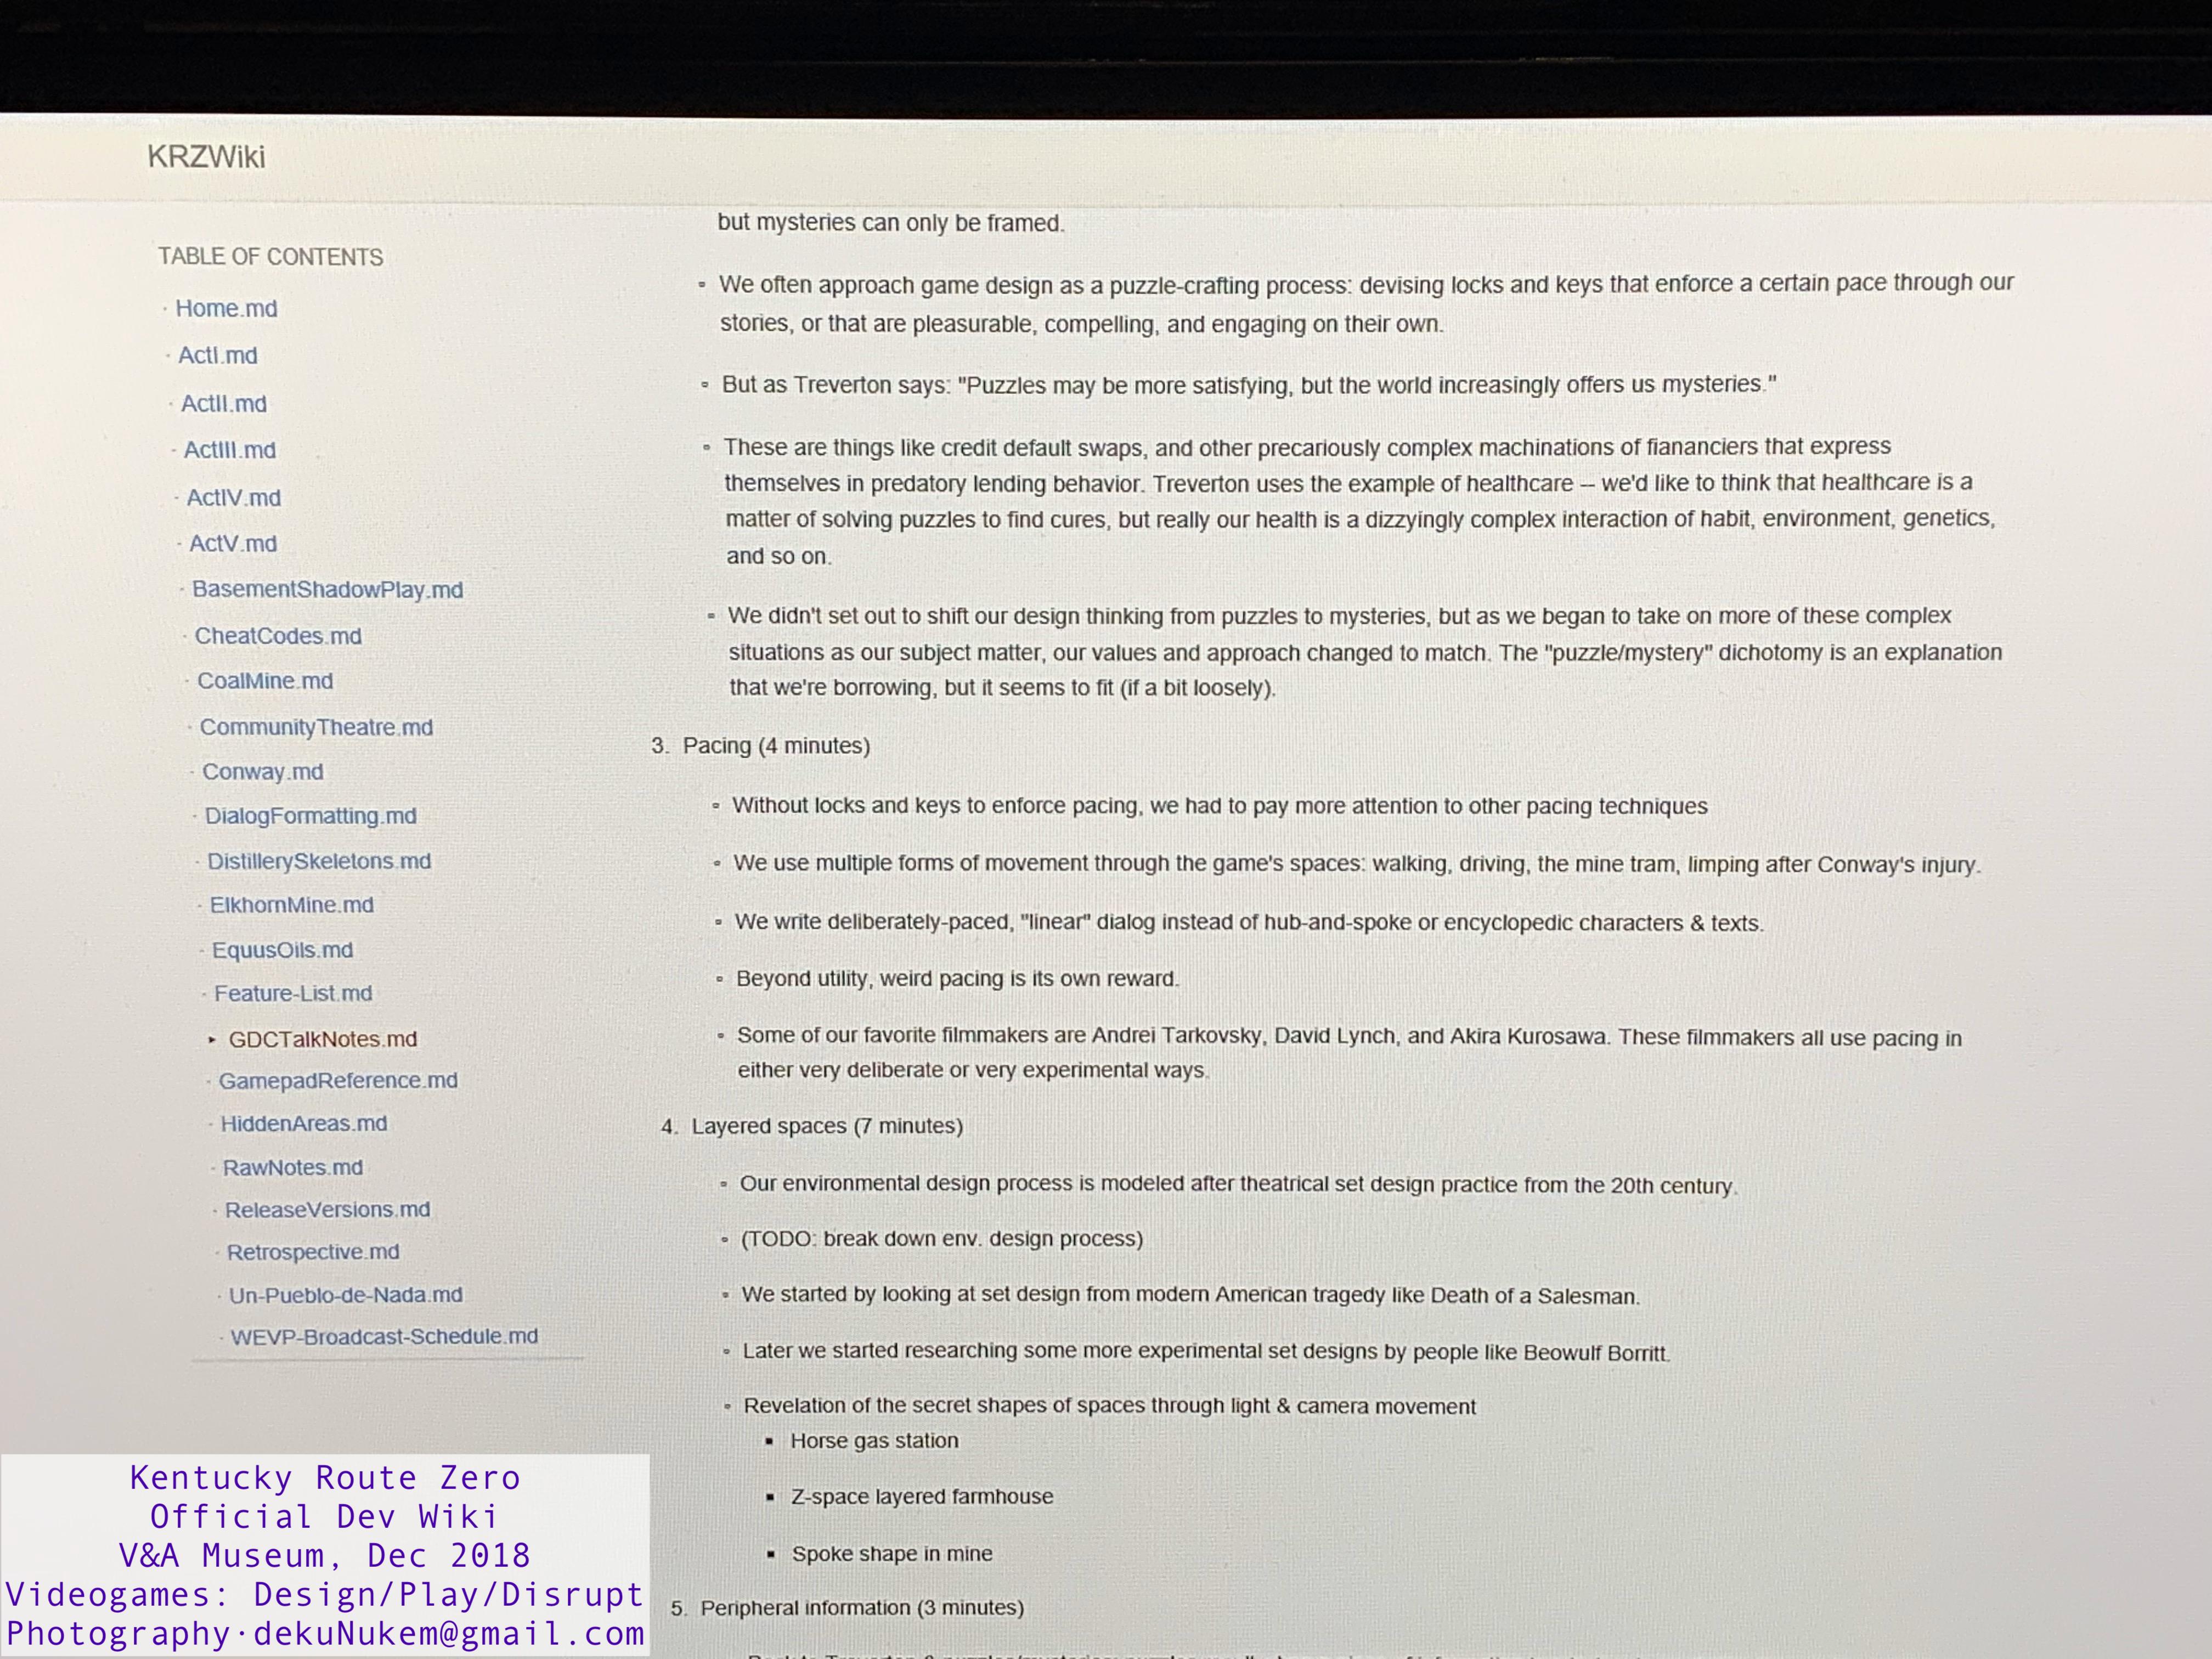 KRZWiki
TABLE OF CONTENTS
Home.md
ActI.md
ActII.md
ActIII.md
ActIV.md
ActV.md
BasementShadowPlay.md
CheatCodes.md
CoalMine.md
CommunityTheatre.md
Conway.md
DialogFormatting.md
DistillerySkeletons.md
ElkhornMine.md
EquusOils.md
Feature-List.md
GDCTalkNotes.md
GamepadReference.md
HiddenAreas.md
RawNotes.md
ReleaseVersions.md
Retrospective.md
Un-Pueblo-de-Nada.md
WEVP-Broadcast-Schedule.md
but mysteries can only be framed.
We often approach game design as a puzzle-crafting process: devising locks and keys that enforce a certain pace through our
stories, or that are pleasurable, compelling, and engaging on their own.
But as Treverton says: "Puzzles may be more satisfying, but the world increasingly offers us mysteries."
These are things like credit default swaps, and other precariously complex machinations of fiananciers that express
themselves in predatory lending behavior. Treverton uses the example of healthcare -- we'd like to think that healthcare is a
matter of solving puzzles to find cures, but really our health is a dizzyingly complex interaction of habit, environment, genetics,
and so on.
We didn't set out to shift our design thinking from puzzles to mysteries, but as we began to take on more of these complex
situations as our subject matter, our values and approach changed to match. The "puzzle/mystery" dichotomy is an explanation
that we're borrowing, but it seems to fit (if a bit loosely).
3. Pacing (4 minutes)
Without locks and keys to enforce pacing, we had to pay more attention to other pacing techniques
We use multiple forms of movement through the game's spaces: walking, driving, the mine tram, limping after Conway's injury.
We write deliberately-paced, "linear" dialog instead of hub-and-spoke or encyclopedic characters & texts.
Beyond utility, weird pacing is its own reward.
Some of our favorite filmmakers are Andrei Tarkovsky, David Lynch, and Akira Kurosawa. These filmmakers all use pacing in
either very deliberate or very experimental ways.
4. Layered spaces (7 minutes)
Our environmental design process is modeled after theatrical set design practice from the 20th century.
(TODO: break down env. design process)
We started by looking at set design from modern American tragedy like Death of a Salesman.
Later we started researching some more experimental set designs by people like Beowulf Borritt.
Revelation of the secret shapes of spaces through light & camera movement
Horse gas station
Z-space layered farmhouse
Spoke shape in mine
5. Peripheral information (3 minutes)
Kentucky Route Zero
Official Dev Wiki
V&A Museum, Dec 2018
Videogames: Design/Play/Disrupt
Photography·dekuNukem@gmail.com